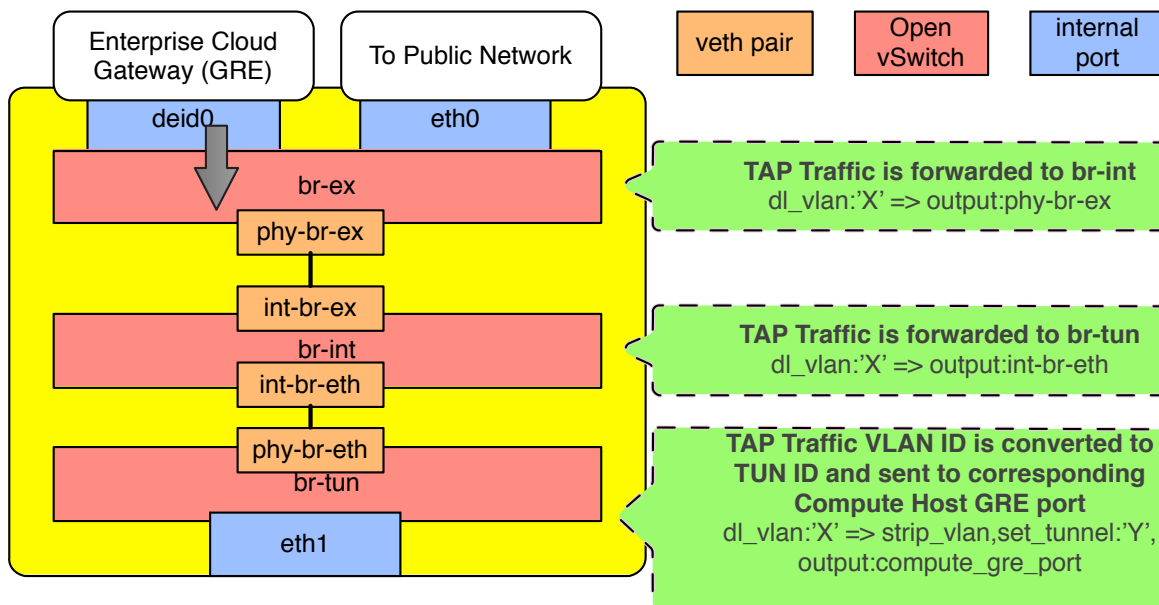 Enterprise Cloud
Gateway (GRE)
To Public Network
veth pair
Open
vSwitch
internal
port
deid0
eth0
br-ex
phy-br-ex
int-br-ex
br-int
int-br-eth
phy-br-eth
br-tun
eth1
TAP Traffic is forwarded to br-int
dl_vlan:’X’ => output:phy-br-ex
TAP Traffic is forwarded to br-tun
dl_vlan:’X’ => output:int-br-eth
TAP Traffic VLAN ID is converted to
TUN ID and sent to corresponding
Compute Host GRE port
dl_vlan:’X’ => strip_vlan,set_tunnel:’Y’,
output:compute_gre_port